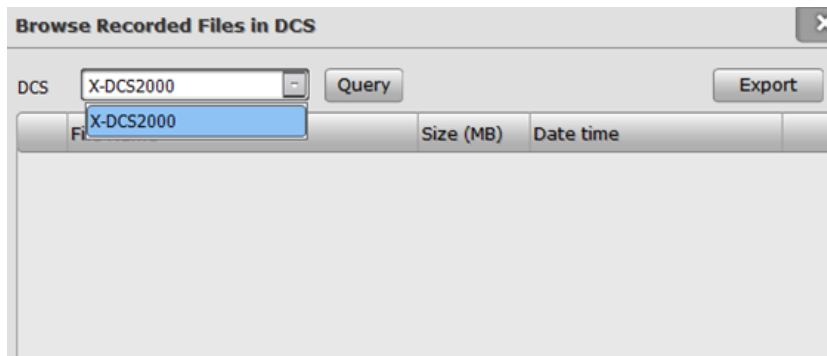 Browse Recorded Files in DCS
DCS X-DCS2000 Query Export
X-DCS2000
Size (MB) Date time